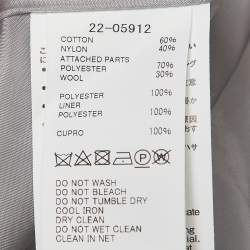 22-05912
COTTON 60%
NYLON 40%
ATTACHED PARTS
POLYESTER 70%
WOOL 30%
POLYESTER 100%
LINER
POLYESTER 100%
CUPRO 100%
P W
DO NOT WASH
DO NOT BLEACH
DO NOT TUMBLE DRY
COOL IRON
DRY CLEAN
DO NOT WET CLEAN
CLEAN IN NET